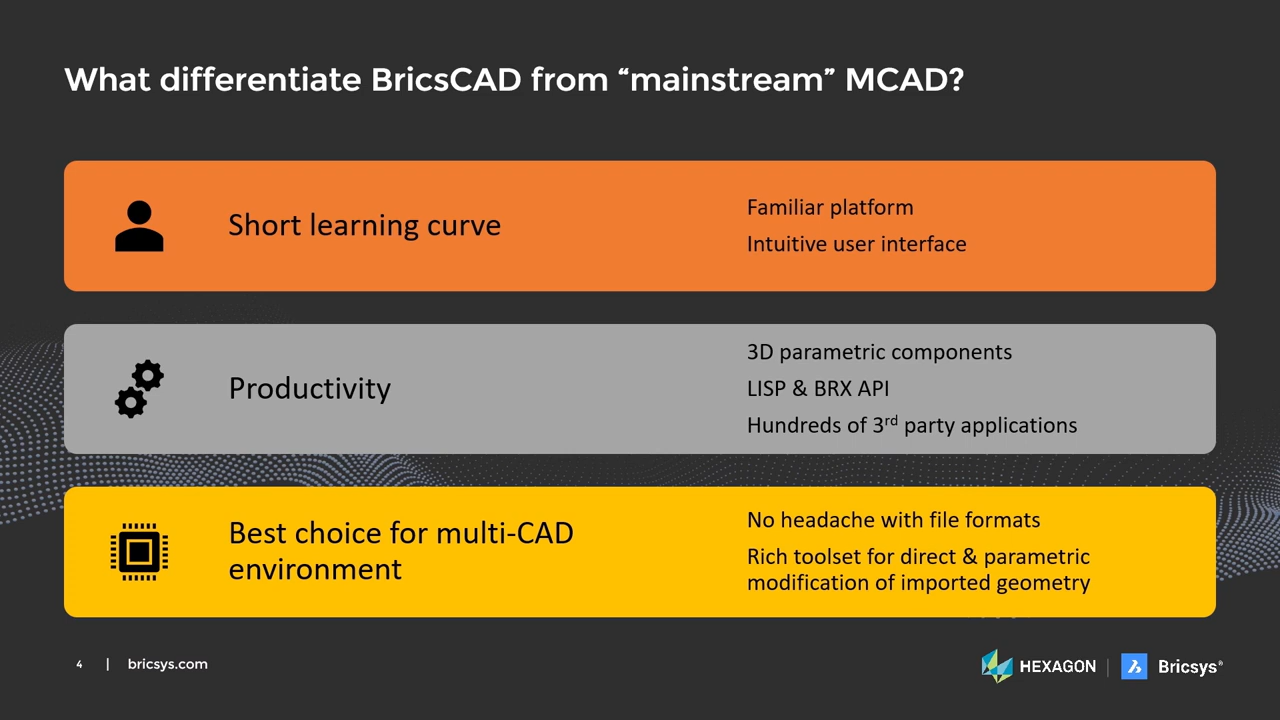 What differentiate BricsCAD from “mainstream” MCAD?
Short learning curve
Familiar platform
Intuitive user interface
Productivity
3D parametric components
LISP & BRX API
Hundreds of 3rd party applications
Best choice for multi-CAD
environment
No headache with file formats
Rich toolset for direct & parametric
modification of imported geometry
4 | bricsys.com
HEXAGON | Bricsys®